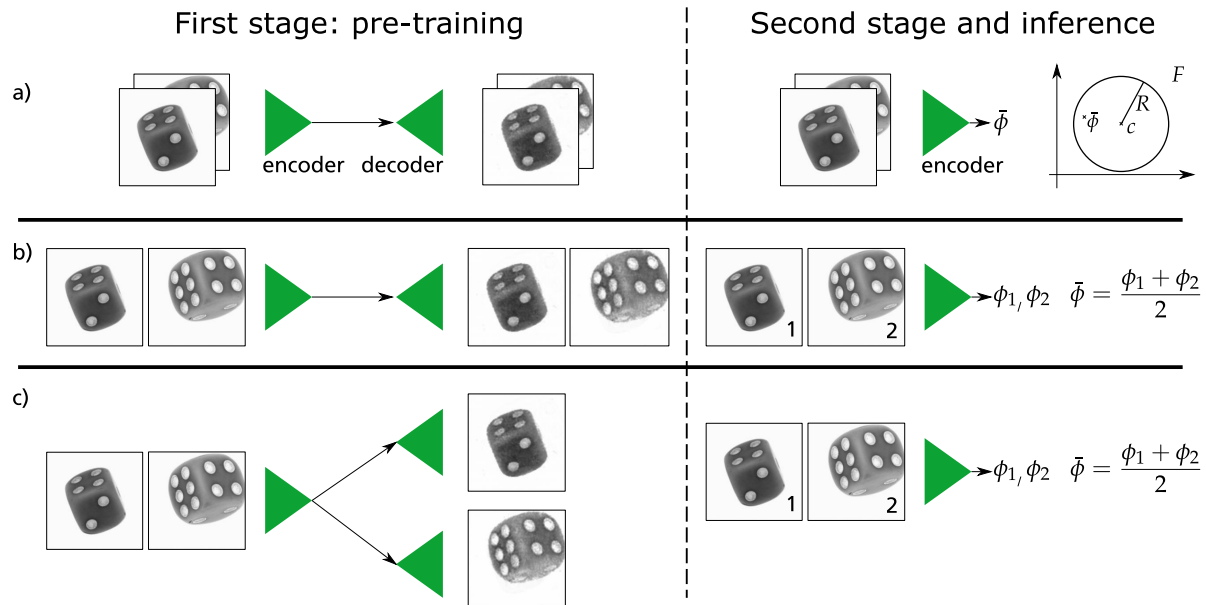 First stage: pre-training
Second stage and inference
a)
encoder decoder
encoder
ϕ̄
F
R
ϕ̄
c
b)
1
2
ϕ₁, ϕ₂ ϕ̄ = (ϕ₁ + ϕ₂)/2
c)
1
2
ϕ₁, ϕ₂ ϕ̄ = (ϕ₁ + ϕ₂)/2